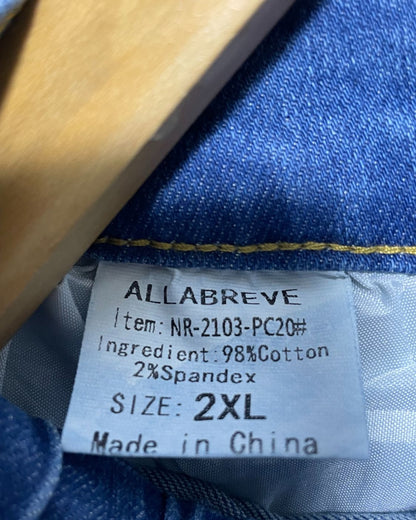 ALLABREVE
Item: NR-2103-PC20#
Ingredient:98%Cotton
2%Spandex
SIZE: 2XL
Made in China